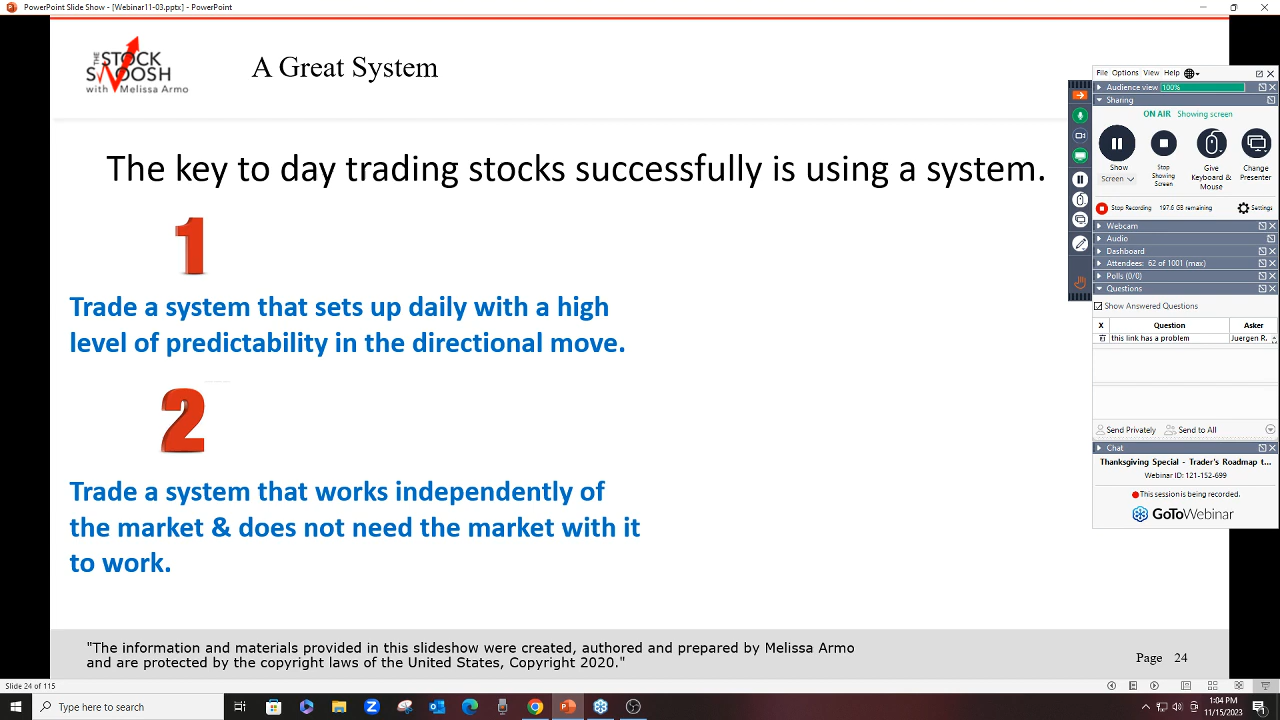 PowerPoint Slide Show - [Webinar11-03.pptx] - PowerPoint
THE
STOCK
SWOOSH
with Melissa Armo
A Great System
The key to day trading stocks successfully is using a system.
1
Trade a system that sets up daily with a high
level of predictability in the directional move.
2
Trade a system that works independently of
the market & does not need the market with it
to work.
"The information and materials provided in this slideshow were created, authored and prepared by Melissa Armo
and are protected by the copyright laws of the United States, Copyright 2020."
Page 24
File Options View Help
Audience view 100%
Sharing
ON AIR Showing screen
Show
Screen
Stop
Showing
Screen
Give
Keyboard &
Mouse
Change
Presenter
Stop Recording 197.6 GB remaining
Settings
Webcam
Audio
Dashboard
Attendees: 62 of 1001 (max)
Polls (0/0)
Questions
Show Answered Questions
X Question Asker
this link has a problem Juergen R.
Send Privately Send to All
Chat
Thanksgiving Special - Trader's Roadmap t...
Webinar ID: 121-152-699
This session is being recorded.
GoToWebinar
Slide 24 of 115
Type here to search
1:04 PM
11/15/2023